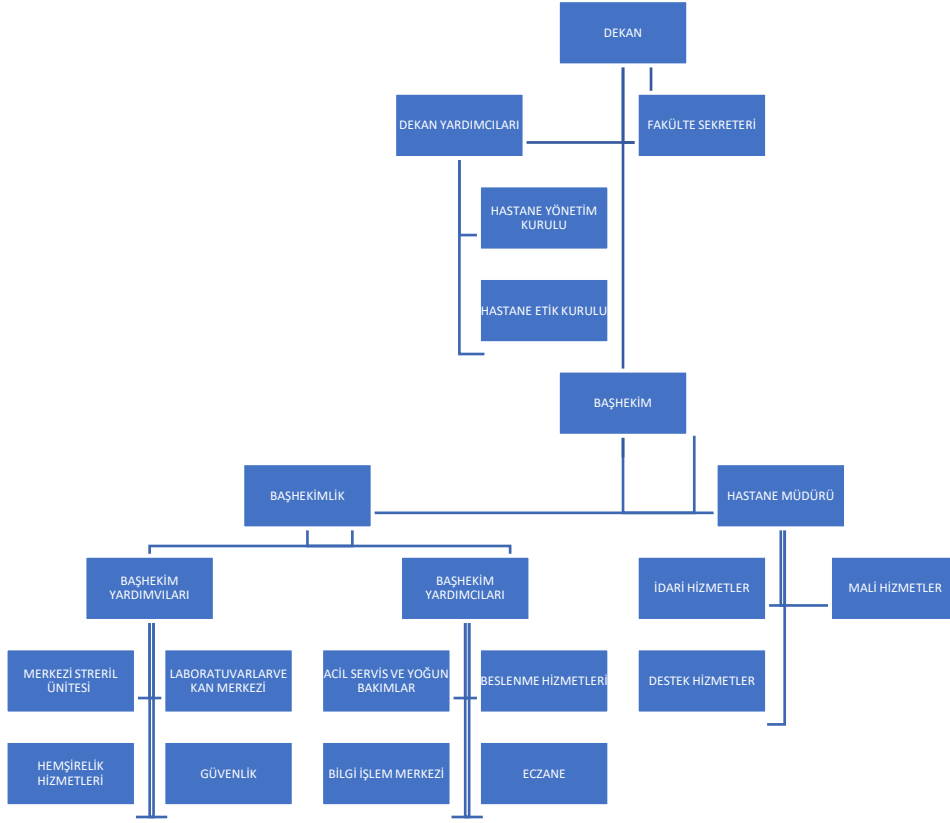 DEKAN
DEKAN YARDIMCILARI
FAKÜLTE SEKRETERİ
HASTANE YÖNETİM
KURULU
HASTANE ETİK KURULU
BAŞHEKİM
BAŞHEKİMLİK
HASTANE MÜDÜRÜ
BAŞHEKİM
YARDIMVILARI
BAŞHEKİM
YARDIMCILARI
İDARİ HİZMETLER
MALİ HİZMETLER
MERKEZİ STRERİL
ÜNİTESİ
LABORATUVARLARVE
KAN MERKEZİ
ACİL SERVİS VE YOĞUN
BAKIMLAR
BESLENME HİZMETLERİ
DESTEK HİZMETLER
HEMŞİRELİK
HİZMETLERİ
GÜVENLİK
BİLGİ İŞLEM MERKEZİ
ECZANE